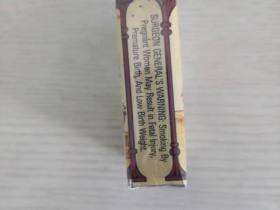 SURGEON GENERAL'S WARNING: Smoking By
Pregnant Women May Result in Fetal Injury,
Premature Birth, And Low Birth Weight.